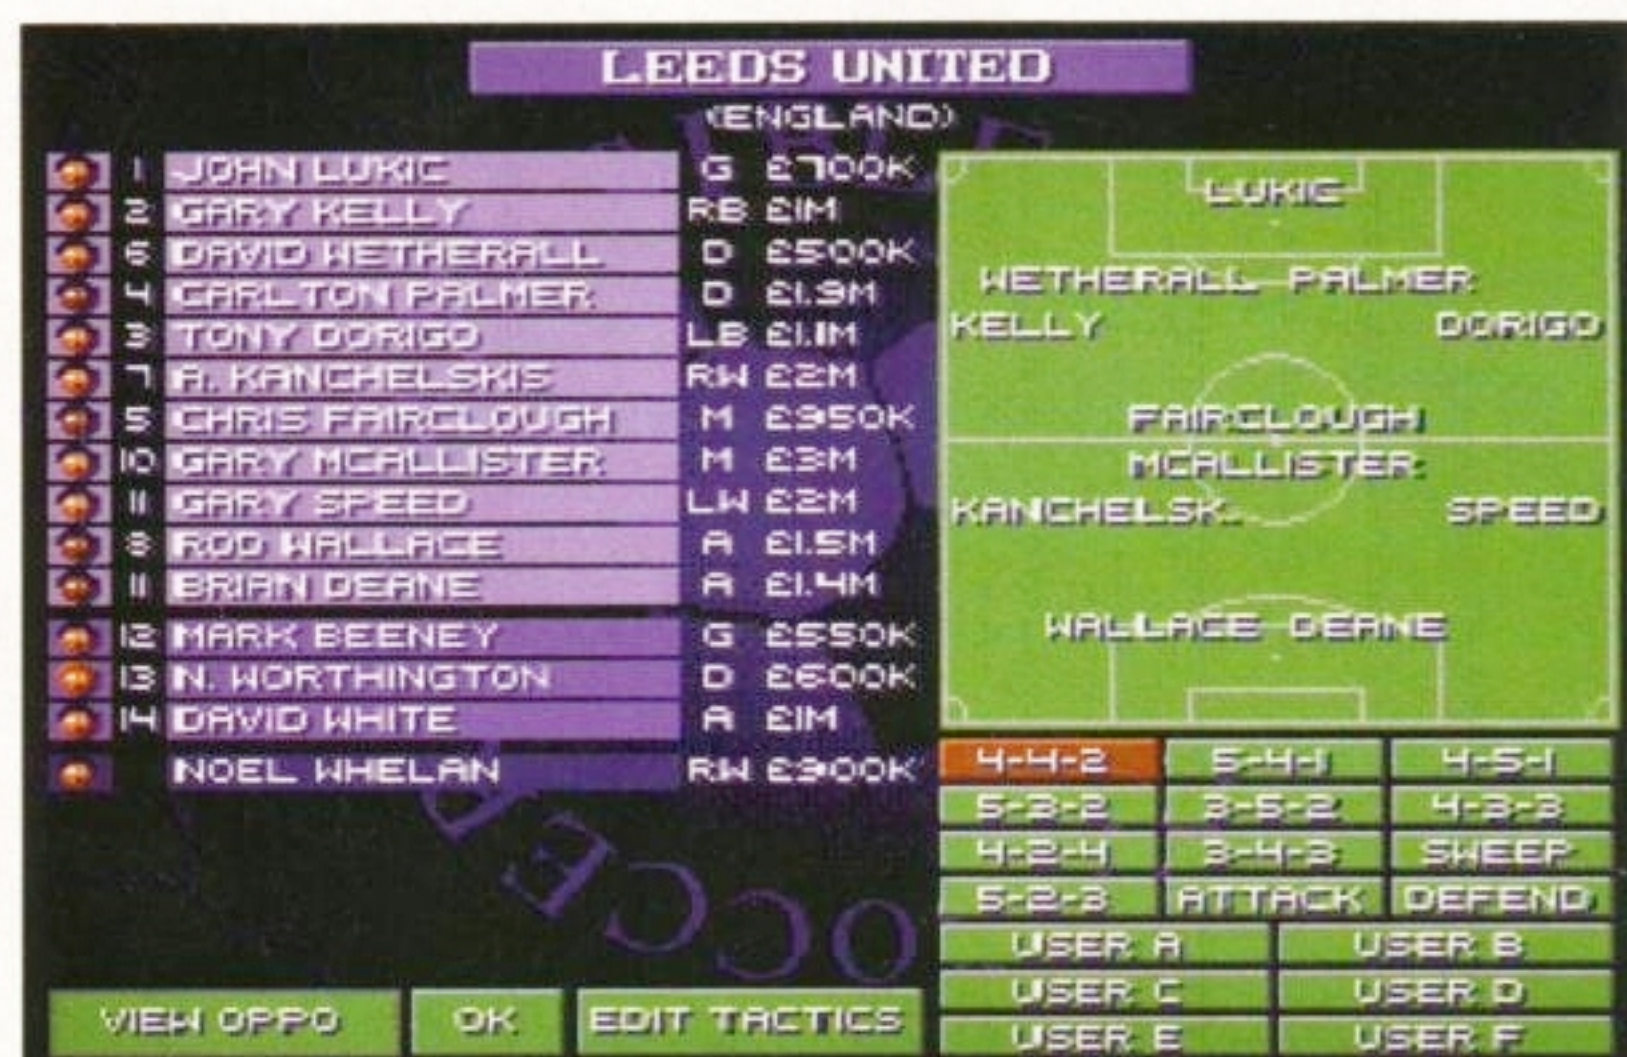 LEEDS UNITED
(ENGLAND)
1 JOHN LUKIC G £700K
2 GARY KELLY RB £1M
6 DAVID WETHERALL D £500K
4 CARLTON PALMER D £1.9M
3 TONY DORIGO LB £1.1M
7 A. KANCHELSKIS RW £2M
5 CHRIS FAIRCLOUGH M £950K
10 GARY MCALLISTER M £3M
11 GARY SPEED LW £2M
8 ROD WALLACE A £1.5M
11 BRIAN DEANE A £1.4M
12 MARK BEENEY G £550K
13 N. WORTHINGTON D £600K
14 DAVID WHITE A £1M
NOEL WHELAN RW £900K
LUKIC
WETHERALL PALMER
KELLY DORIGO
FAIRCLOUGH
MCALLISTER
KANCHELSK. SPEED
WALLACE DEANE
4-4-2 5-4-1 4-5-1
5-3-2 3-5-2 4-3-3
4-2-4 3-4-3 SWEEP
5-2-3 ATTACK DEFEND
USER A USER B
USER C USER D
USER E USER F
VIEW OPPO OK EDIT TACTICS